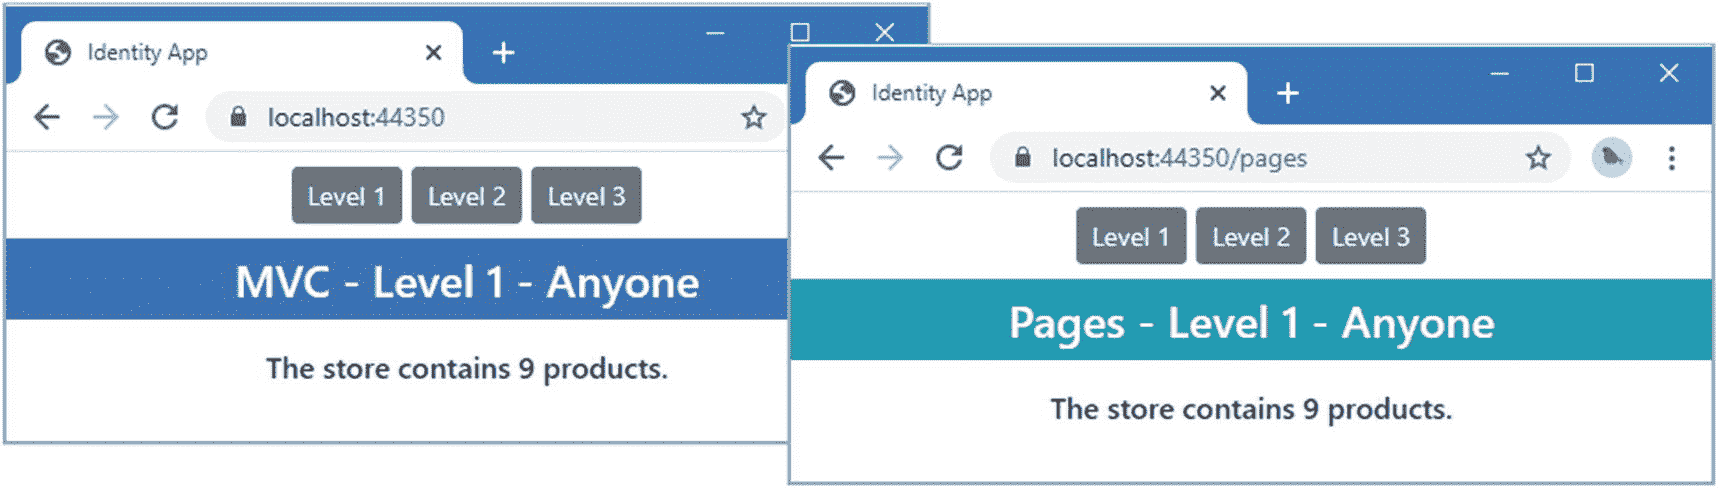 Identity App
localhost:44350
Level 1 Level 2 Level 3
MVC - Level 1 - Anyone
The store contains 9 products.
Identity App
localhost:44350/pages
Level 1 Level 2 Level 3
Pages - Level 1 - Anyone
The store contains 9 products.